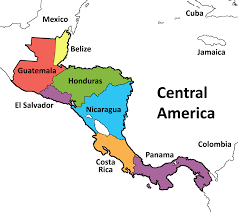 Mexico
Cuba
Belize
Jamaica
Guatemala
Honduras
El Salvador
Nicaragua
Central
America
Costa
Rica
Panama
Colombia